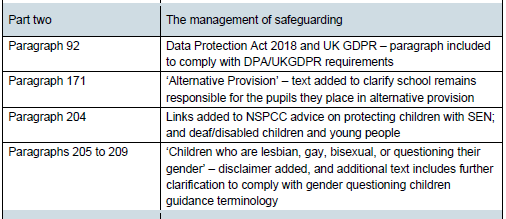 Part two The management of safeguarding
Paragraph 92 Data Protection Act 2018 and UK GDPR – paragraph included
to comply with DPA/UKGDPR requirements
Paragraph 171 ‘Alternative Provision’ – text added to clarify school remains
responsible for the pupils they place in alternative provision
Paragraph 204 Links added to NSPCC advice on protecting children with SEN;
and deaf/disabled children and young people
Paragraphs 205 to 209 ‘Children who are lesbian, gay, bisexual, or questioning their
gender’ – disclaimer added, and additional text includes further
clarification to comply with gender questioning children
guidance terminology